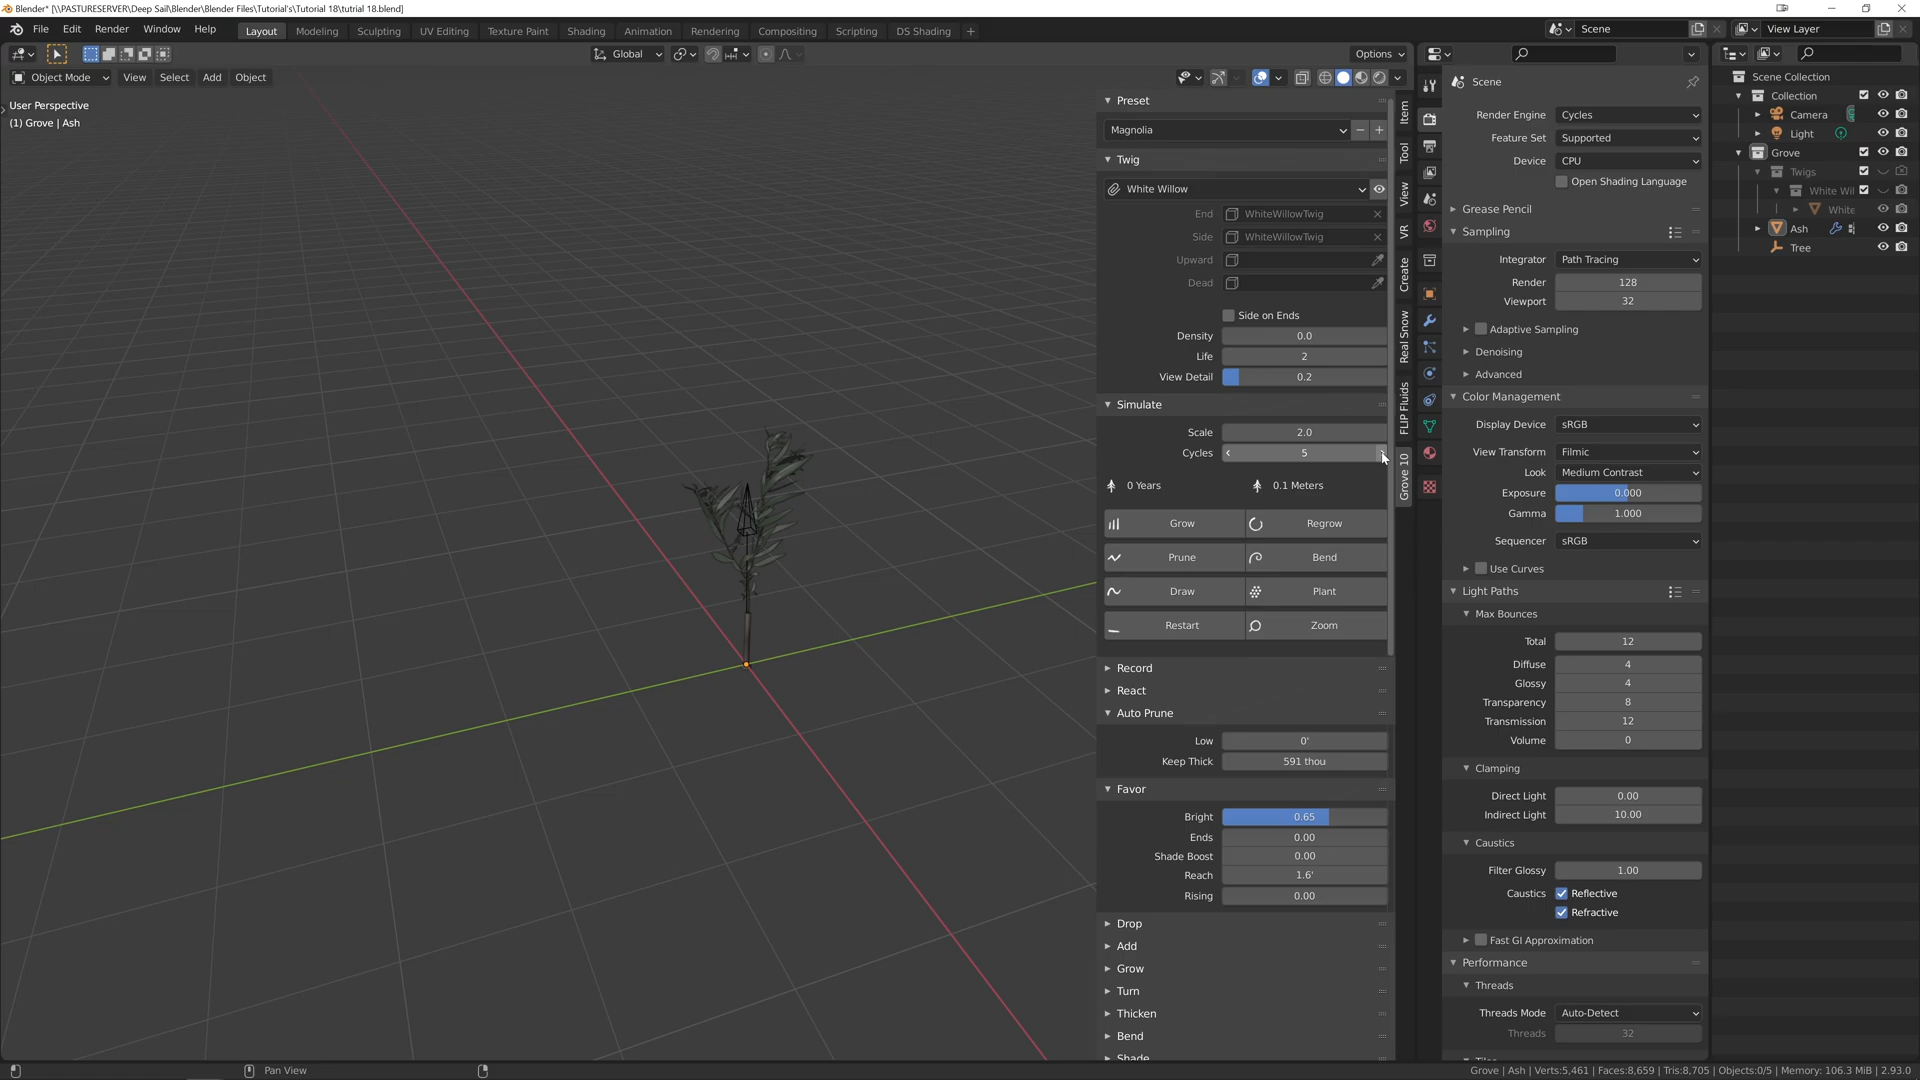 Blender* [\\PASTURESERVER\Deep Sail\Blender\Blender Files\Tutorial's\Tutorial 18\tutrial 18.blend]
File Edit Render Window Help Layout Modeling Sculpting UV Editing Texture Paint Shading Animation Rendering Compositing Scripting DS Shading + Scene View Layer
Global Options
Object Mode View Select Add Object
User Perspective
(1) Grove | Ash
Preset
Magnolia
Twig
White Willow
End WhiteWillowTwig
Side WhiteWillowTwig
Upward
Dead
Side on Ends
Density 0.0
Life 2
View Detail 0.2
Simulate
Scale 2.0
Cycles 5
0 Years 0.1 Meters
Grow Regrow
Prune Bend
Draw Plant
Restart Zoom
Record
React
Auto Prune
Low 0'
Keep Thick 591 thou
Favor
Bright 0.65
Ends 0.00
Shade Boost 0.00
Reach 1.6'
Rising 0.00
Drop
Add
Grow
Turn
Thicken
Bend
Shade
Item
Tool
View
VR
Create
Real Snow
FLIP Fluids
Grove 10
Scene
Render Engine Cycles
Feature Set Supported
Device CPU
Open Shading Language
Grease Pencil
Sampling
Integrator Path Tracing
Render 128
Viewport 32
Adaptive Sampling
Denoising
Advanced
Color Management
Display Device sRGB
View Transform Filmic
Look Medium Contrast
Exposure 0.000
Gamma 1.000
Sequencer sRGB
Use Curves
Light Paths
Max Bounces
Total 12
Diffuse 4
Glossy 4
Transparency 8
Transmission 12
Volume 0
Clamping
Direct Light 0.00
Indirect Light 10.00
Caustics
Filter Glossy 1.00
Caustics Reflective
Refractive
Fast GI Approximation
Performance
Threads
Threads Mode Auto-Detect
Threads 32
Scene Collection
Collection
Camera
Light
Grove
Twigs
White Wil
White
Ash
Tree
Pan View
Grove | Ash | Verts:5,461 | Faces:8,659 | Tris:8,705 | Objects:0/5 | Memory: 106.3 MiB | 2.93.0